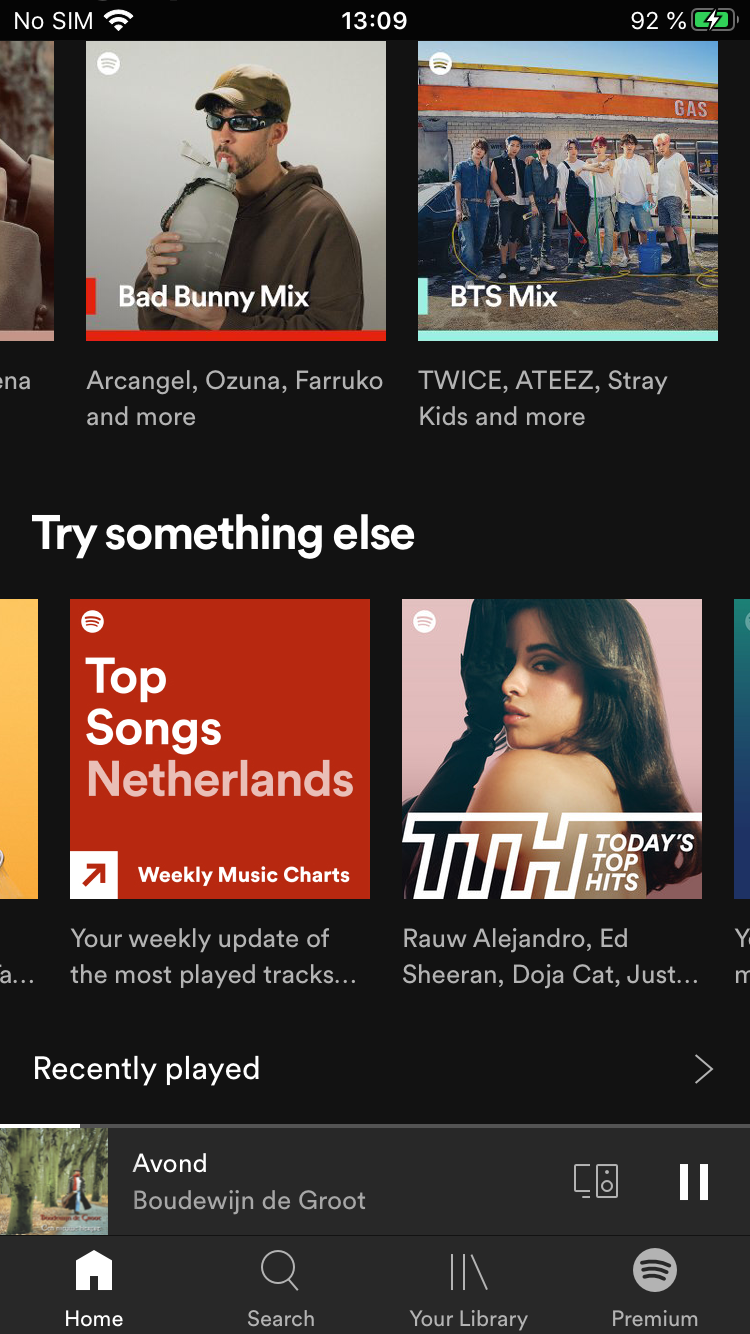 No SIM 13:09 92 %
GAS
Bad Bunny Mix
BTS Mix
ena
Arcangel, Ozuna, Farruko
and more
TWICE, ATEEZ, Stray
Kids and more
Try something else
Top
Songs
Netherlands
Weekly Music Charts
TTH
TODAY'S
TOP
HITS
Your weekly update of
the most played tracks...
Rauw Alejandro, Ed
Sheeran, Doja Cat, Just...
Recently played
Avond
Boudewijn de Groot
Home
Search
Your Library
Premium